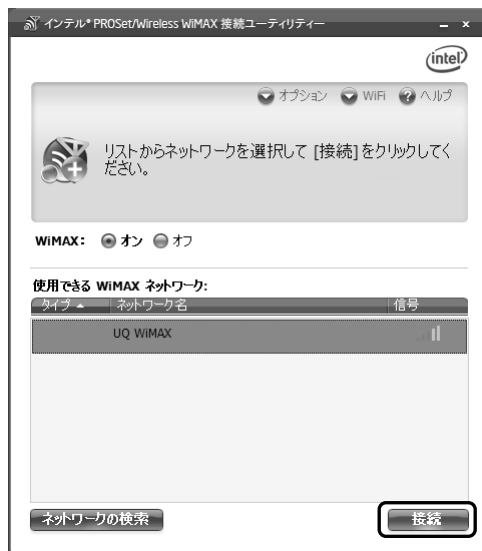 インテル® PROSet/Wireless WiMAX 接続ユーティリティー
intel
オプション WiFi ヘルプ
リストからネットワークを選択して [接続] をクリックしてく
ださい。
WiMAX: オン オフ
使用できる WiMAX ネットワーク:
タイプ ネットワーク名 信号
UQ WiMAX
ネットワークの検索 接続